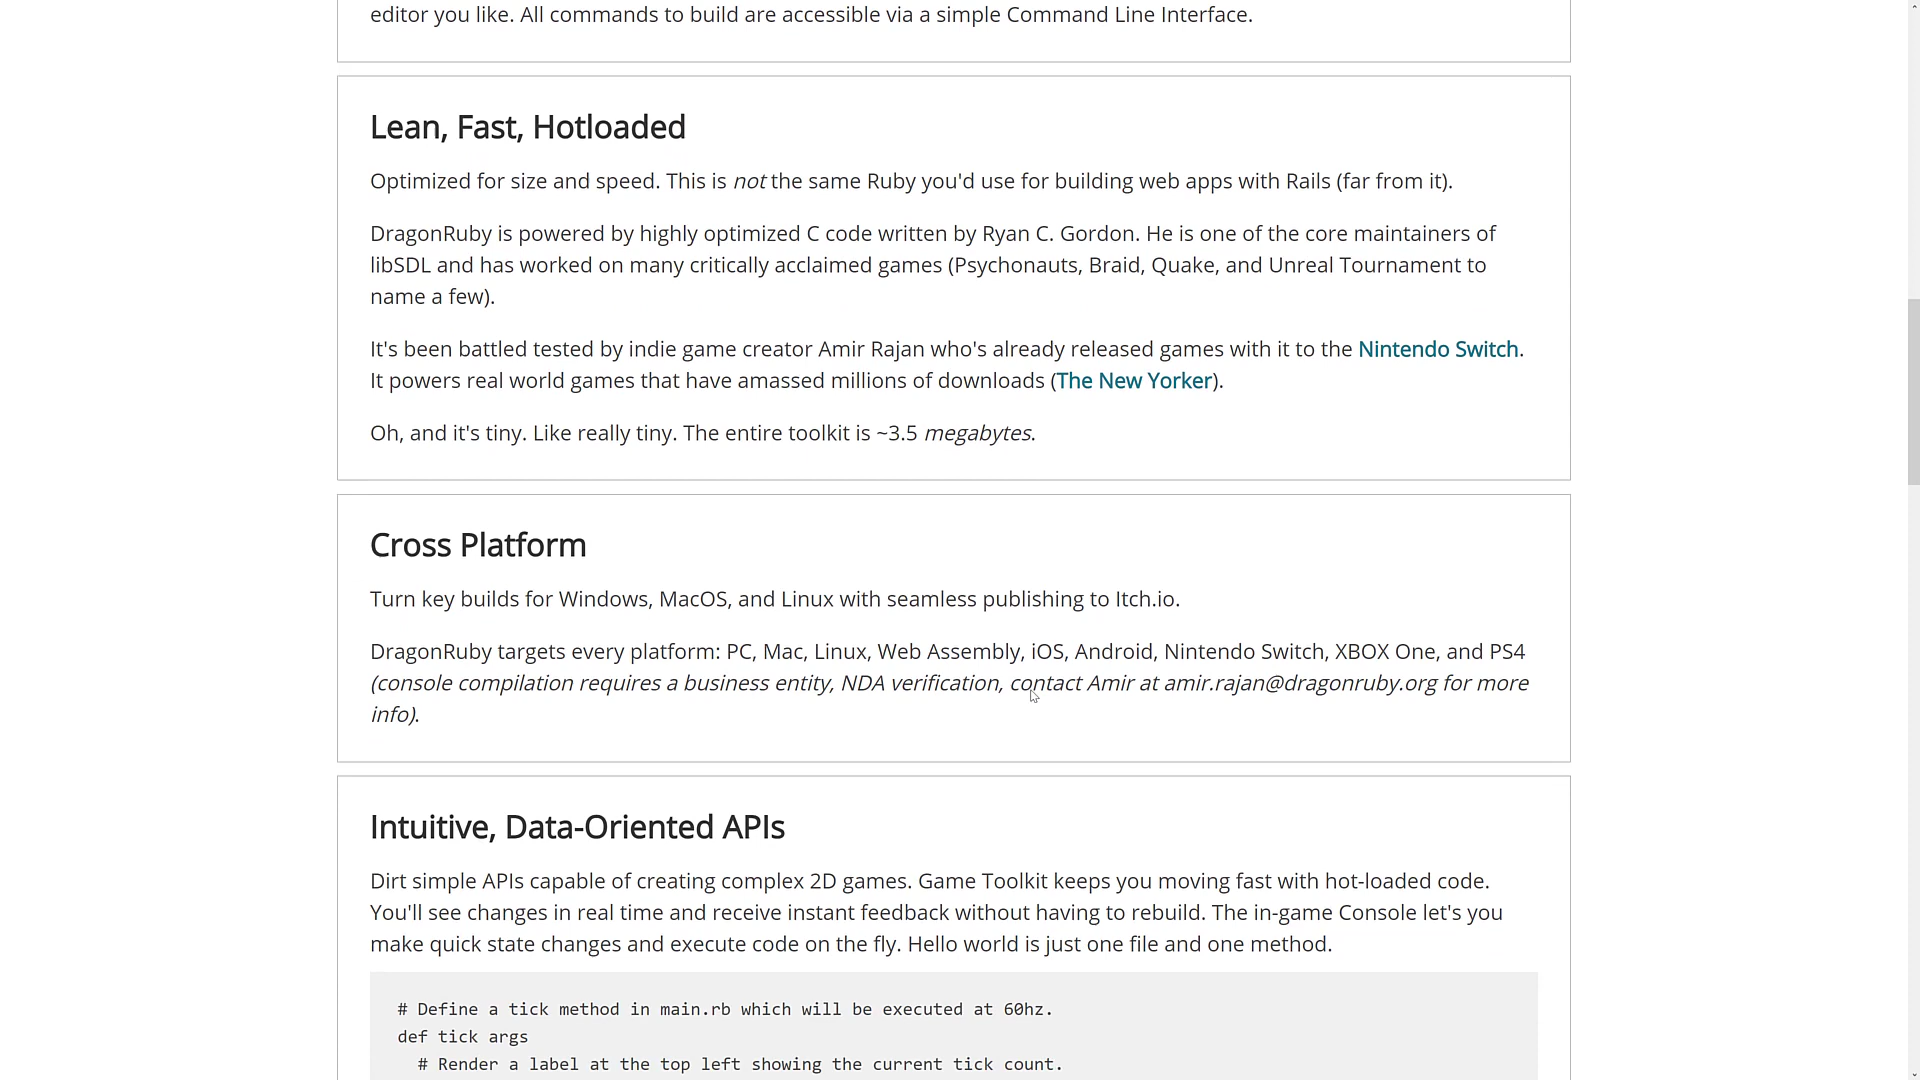 editor you like. All commands to build are accessible via a simple Command Line Interface.
Lean, Fast, Hotloaded
Optimized for size and speed. This is not the same Ruby you'd use for building web apps with Rails (far from it).
DragonRuby is powered by highly optimized C code written by Ryan C. Gordon. He is one of the core maintainers of
libSDL and has worked on many critically acclaimed games (Psychonauts, Braid, Quake, and Unreal Tournament to
name a few).
It's been battled tested by indie game creator Amir Rajan who's already released games with it to the Nintendo Switch.
It powers real world games that have amassed millions of downloads (The New Yorker).
Oh, and it's tiny. Like really tiny. The entire toolkit is ~3.5 megabytes.
Cross Platform
Turn key builds for Windows, MacOS, and Linux with seamless publishing to Itch.io.
DragonRuby targets every platform: PC, Mac, Linux, Web Assembly, iOS, Android, Nintendo Switch, XBOX One, and PS4
(console compilation requires a business entity, NDA verification, contact Amir at amir.rajan@dragonruby.org for more
info).
Intuitive, Data-Oriented APIs
Dirt simple APIs capable of creating complex 2D games. Game Toolkit keeps you moving fast with hot-loaded code.
You'll see changes in real time and receive instant feedback without having to rebuild. The in-game Console let's you
make quick state changes and execute code on the fly. Hello world is just one file and one method.
# Define a tick method in main.rb which will be executed at 60hz.
def tick args
# Render a label at the top left showing the current tick count.